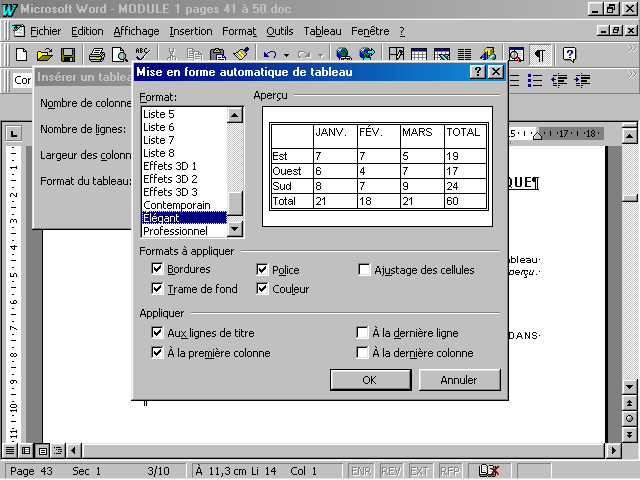 Microsoft Word - MODULE 1 pages 41 à 50.doc
Fichier Edition Affichage Insertion Format Outils Tableau Fenêtre ?
Insérer un tablea
Mise en forme automatique de tableau
Cor
Nombre de colonne
Nombre de lignes:
Largeur des colonn
Format du tableau:
Format:
Liste 5
Liste 6
Liste 7
Liste 8
Effets 3D 1
Effets 3D 2
Effets 3D 3
Contemporain
Élégant
Professionnel
Aperçu
JANV. FÉV. MARS TOTAL
Est 7 7 5 19
Ouest 6 4 7 17
Sud 8 7 9 24
Total 21 18 21 60
15 17 18
QUE¶
ableau
perçu.
DANS
Formats à appliquer
Bordures Police Ajustage des cellules
Trame de fond Couleur
Appliquer
Aux lignes de titre À la dernière ligne
À la première colonne À la dernière colonne
OK Annuler
Page 43 Sec 1 3/10 À 11,3 cm Li 14 Col 1 ENR REV EXT RFP